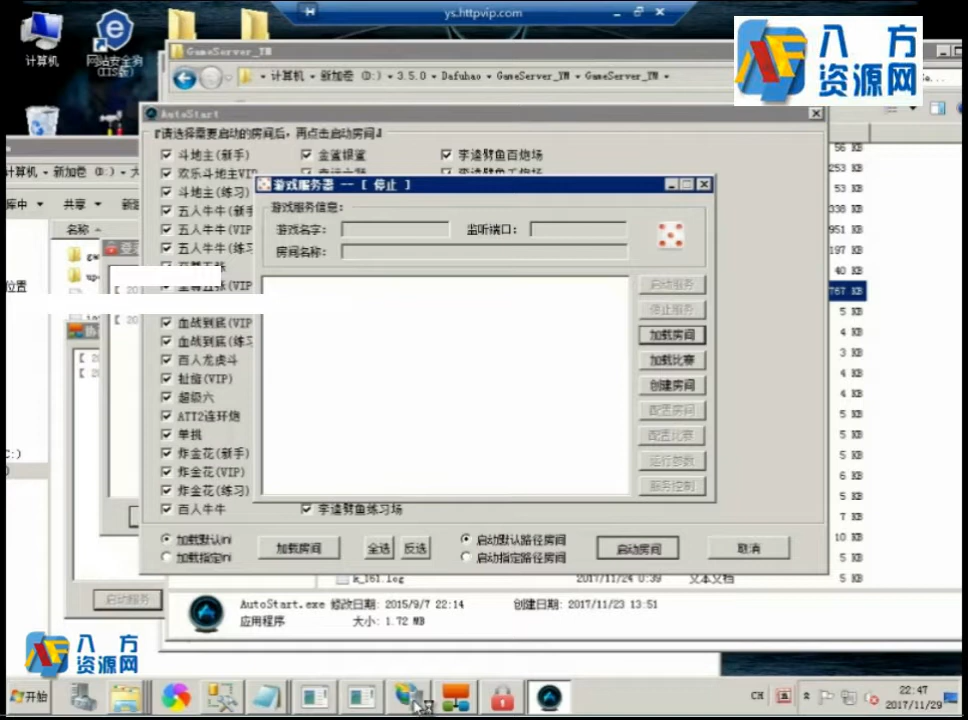 ys.httpvip.com
计算机
网站安全狗
(IIS版)
GameServer_YW
计算机 新加卷 (D:) 3.5.0 Dafuhao GameServer_YW GameServer_YW
八方
资源网
AutoStart
『请选择需要启动的房间后，再点击启动房间』
斗地主(新手)
金鲨银鲨
李逵劈鱼百炮场
欢乐斗地主VIP
斗地主(练习)
五人牛牛(新手
五人牛牛(VIP
五人牛牛(练习
血战到底(VIP
血战到底(练习
百人龙虎斗
扯旋(VIP)
超级六
ATT2连环炮
单挑
炸金花(新手)
炸金花(VIP)
炸金花(练习)
百人牛牛
李逵劈鱼练习场
游戏服务器 -- [ 停止 ]
游戏服务信息:
游戏名字:
监听端口:
房间名称:
启动服务
停止服务
加载房间
加载比赛
创建房间
配置房间
配置比赛
运行参数
服务控制
加载默认ini
加载指定ini
加载房间
全选
反选
启动默认路径房间
启动指定路径房间
启动房间
取消
计算机 新加卷 (D:)
库中
共享
新建
名称
位置
启动服务
56 KB
253 KB
53 KB
338 KB
951 KB
197 KB
40 KB
767 KB
5 KB
4 KB
3 KB
4 KB
4 KB
5 KB
5 KB
5 KB
6 KB
5 KB
7 KB
10 KB
5 KB
2017/11/24 0:39
文本文档
5 KB
AutoStart.exe 修改日期: 2015/9/7 22:14
创建日期: 2017/11/23 13:51
应用程序
大小: 1.72 MB
八方
资源网
开始
CH
22:47
2017/11/29